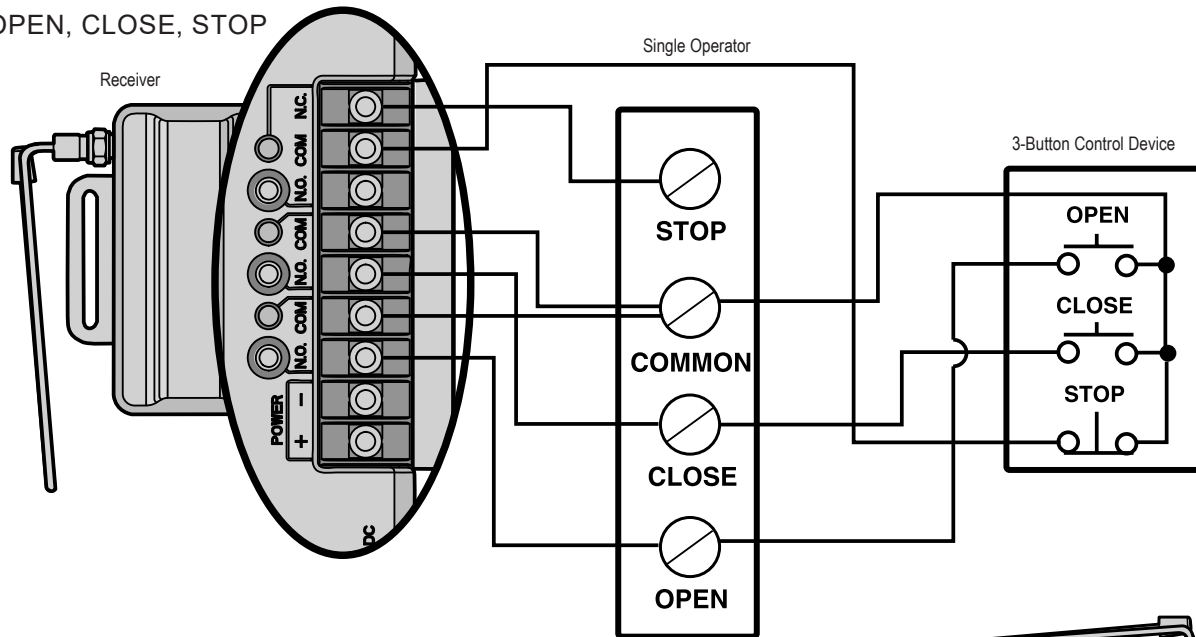 OPEN, CLOSE, STOP
Single Operator
Receiver
3-Button Control Device
N.C.
COM
N.O.
COM
N.O.
COM
N.O.
POWER
-
+
DC
STOP
COMMON
CLOSE
OPEN
OPEN
CLOSE
STOP